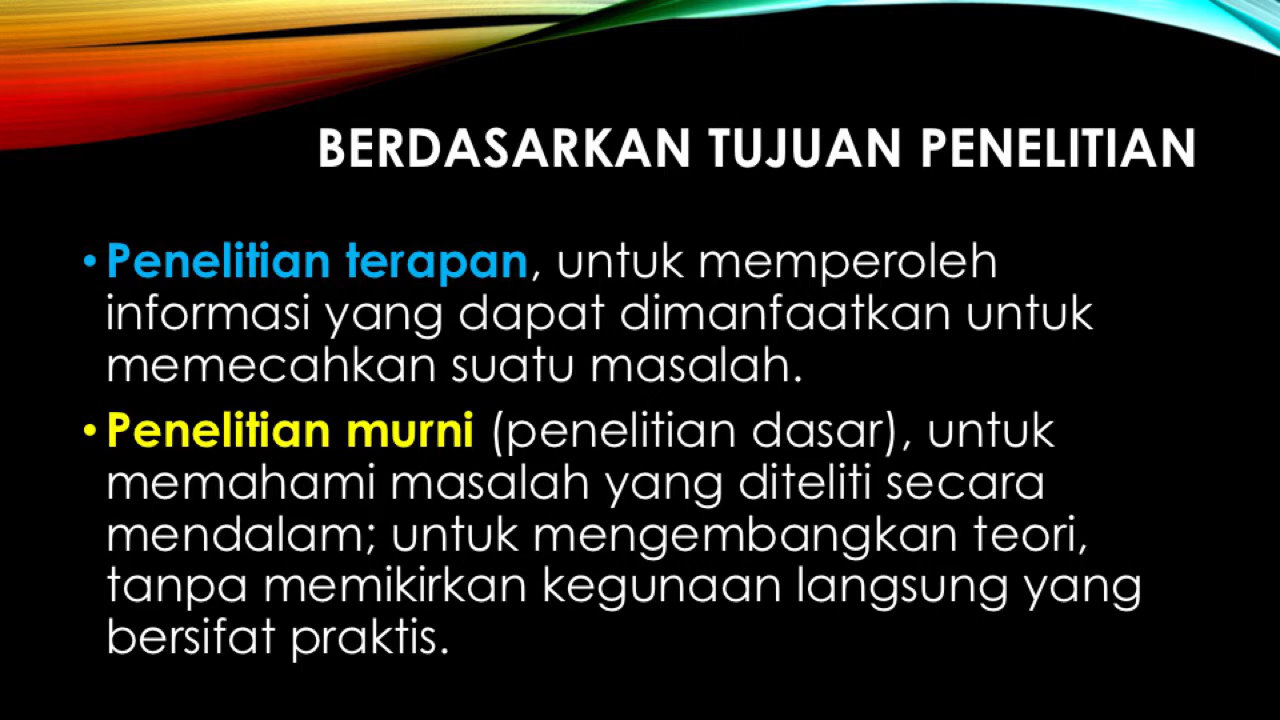 BERDASARKAN TUJUAN PENELITIAN
• Penelitian terapan, untuk memperoleh
informasi yang dapat dimanfaatkan untuk
memecahkan suatu masalah.
• Penelitian murni (penelitian dasar), untuk
memahami masalah yang diteliti secara
mendalam; untuk mengembangkan teori,
tanpa memikirkan kegunaan langsung yang
bersifat praktis.